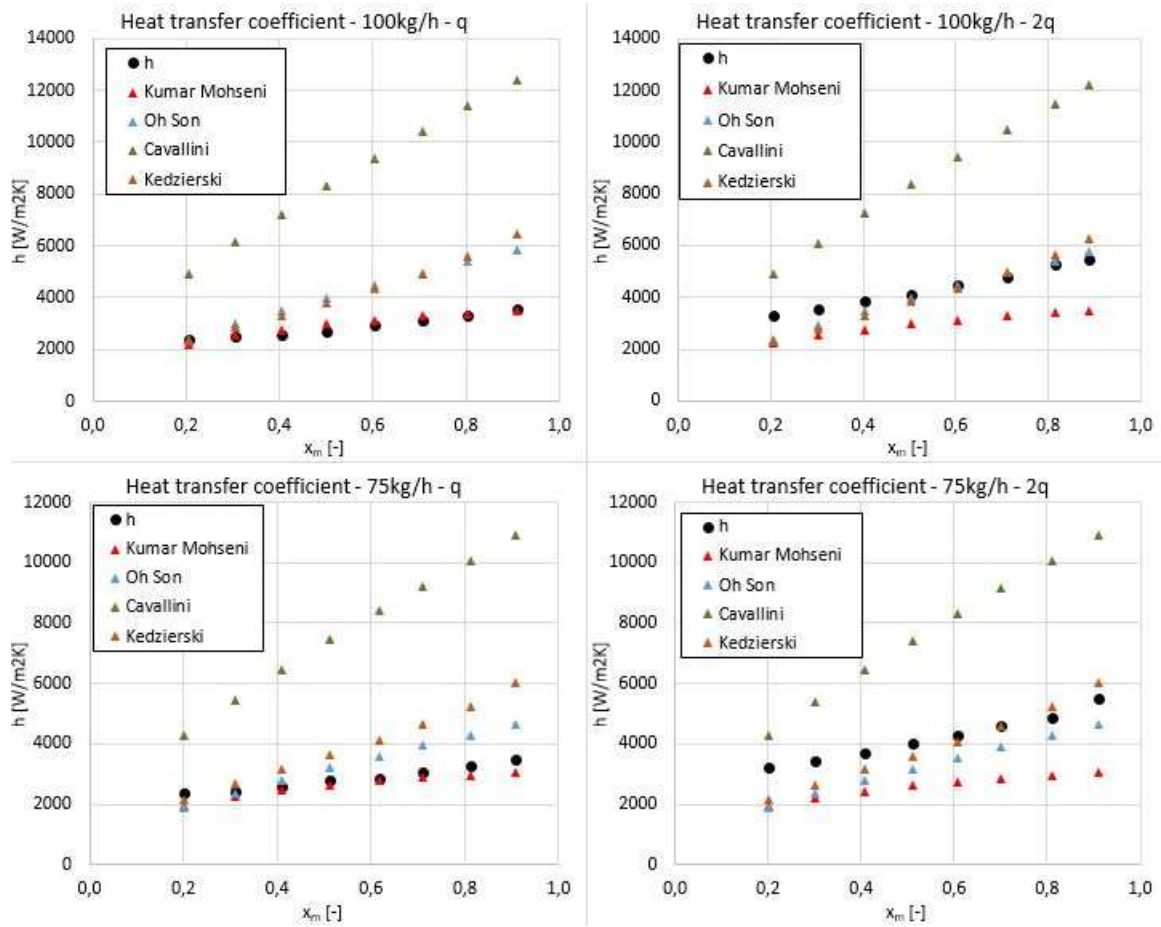 Heat transfer coefficient - 100kg/h - q
14000
12000
10000
8000
6000
4000
2000
0
h [W/m2K]
h
Kumar Mohseni
Oh Son
Cavallini
Kedzierski
0,0 0,2 0,4 0,6 0,8 1,0
xm [-]
Heat transfer coefficient - 100kg/h - 2q
14000
12000
10000
8000
6000
4000
2000
0
h [W/m2K]
h
Kumar Mohseni
Oh Son
Cavallini
Kedzierski
0,0 0,2 0,4 0,6 0,8 1,0
xm [-]
Heat transfer coefficient - 75kg/h - q
12000
10000
8000
6000
4000
2000
0
h [W/m2K]
h
Kumar Mohseni
Oh Son
Cavallini
Kedzierski
0,0 0,2 0,4 0,6 0,8 1,0
xm [-]
Heat transfer coefficient - 75kg/h - 2q
12000
10000
8000
6000
4000
2000
0
h [W/m2K]
h
Kumar Mohseni
Oh Son
Cavallini
Kedzierski
0,0 0,2 0,4 0,6 0,8 1,0
xm [-]